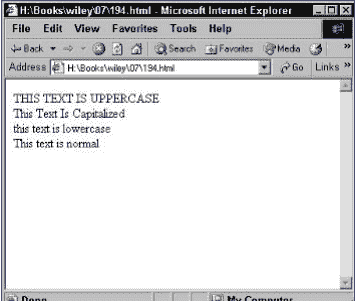 H:\Books\wiley\07\194.html - Microsoft Internet Explorer
File Edit View Favorites Tools Help
Back Search Favorites Media
Address H:\Books\wiley\07\194.html Go Links »
THIS TEXT IS UPPERCASE
This Text Is Capitalized
this text is lowercase
This text is normal
Done My Computer